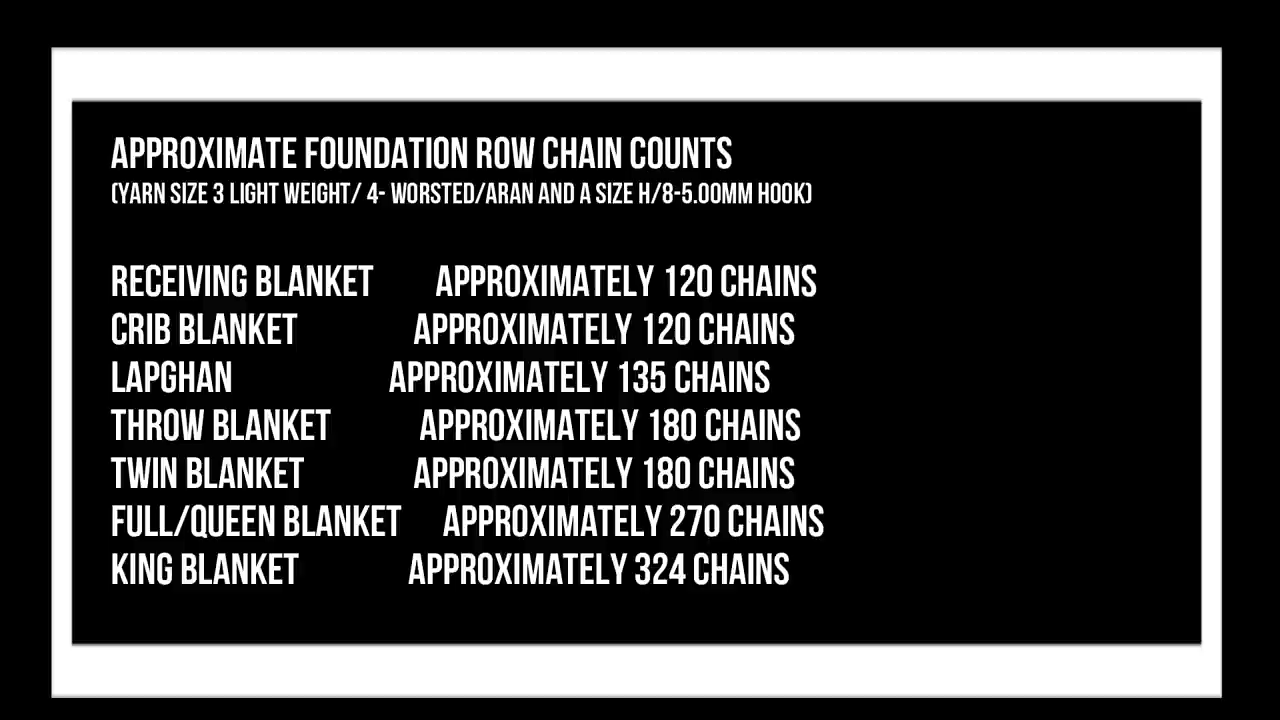 APPROXIMATE FOUNDATION ROW CHAIN COUNTS
(YARN SIZE 3 LIGHT WEIGHT/ 4- WORSTED/ARAN AND A SIZE H/8-5.00MM HOOK)
RECEIVING BLANKET APPROXIMATELY 120 CHAINS
CRIB BLANKET APPROXIMATELY 120 CHAINS
LAPGHAN APPROXIMATELY 135 CHAINS
THROW BLANKET APPROXIMATELY 180 CHAINS
TWIN BLANKET APPROXIMATELY 180 CHAINS
FULL/QUEEN BLANKET APPROXIMATELY 270 CHAINS
KING BLANKET APPROXIMATELY 324 CHAINS